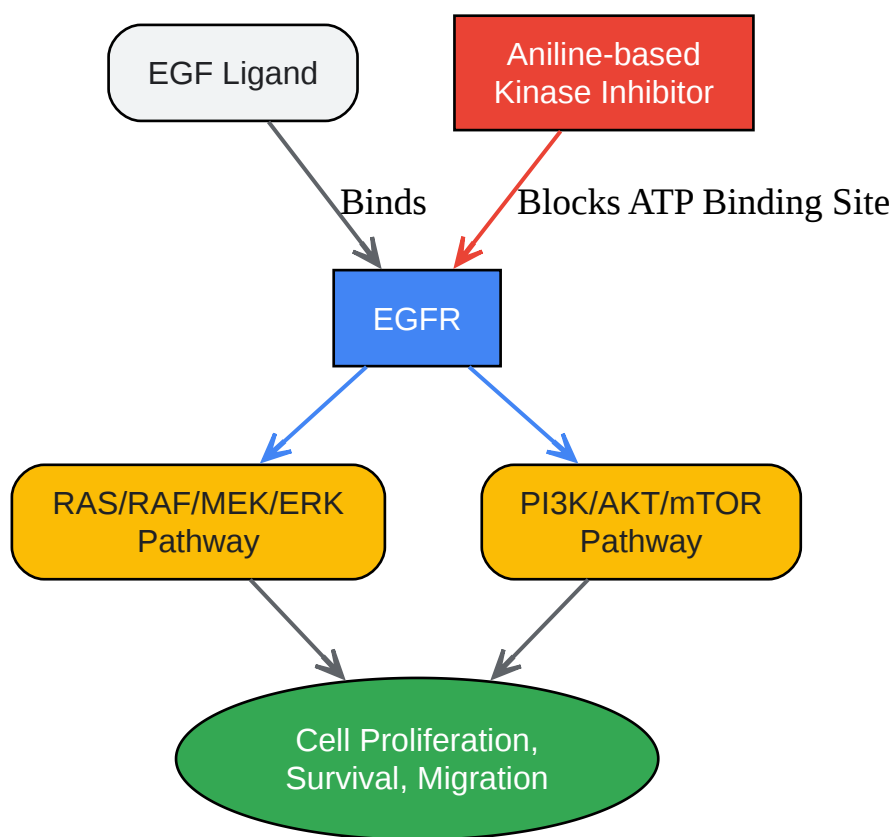 EGF Ligand
Aniline-based
Kinase Inhibitor
Binds
Blocks ATP Binding Site
EGFR
RAS/RAF/MEK/ERK
Pathway
PI3K/AKT/mTOR
Pathway
Cell Proliferation,
Survival, Migration